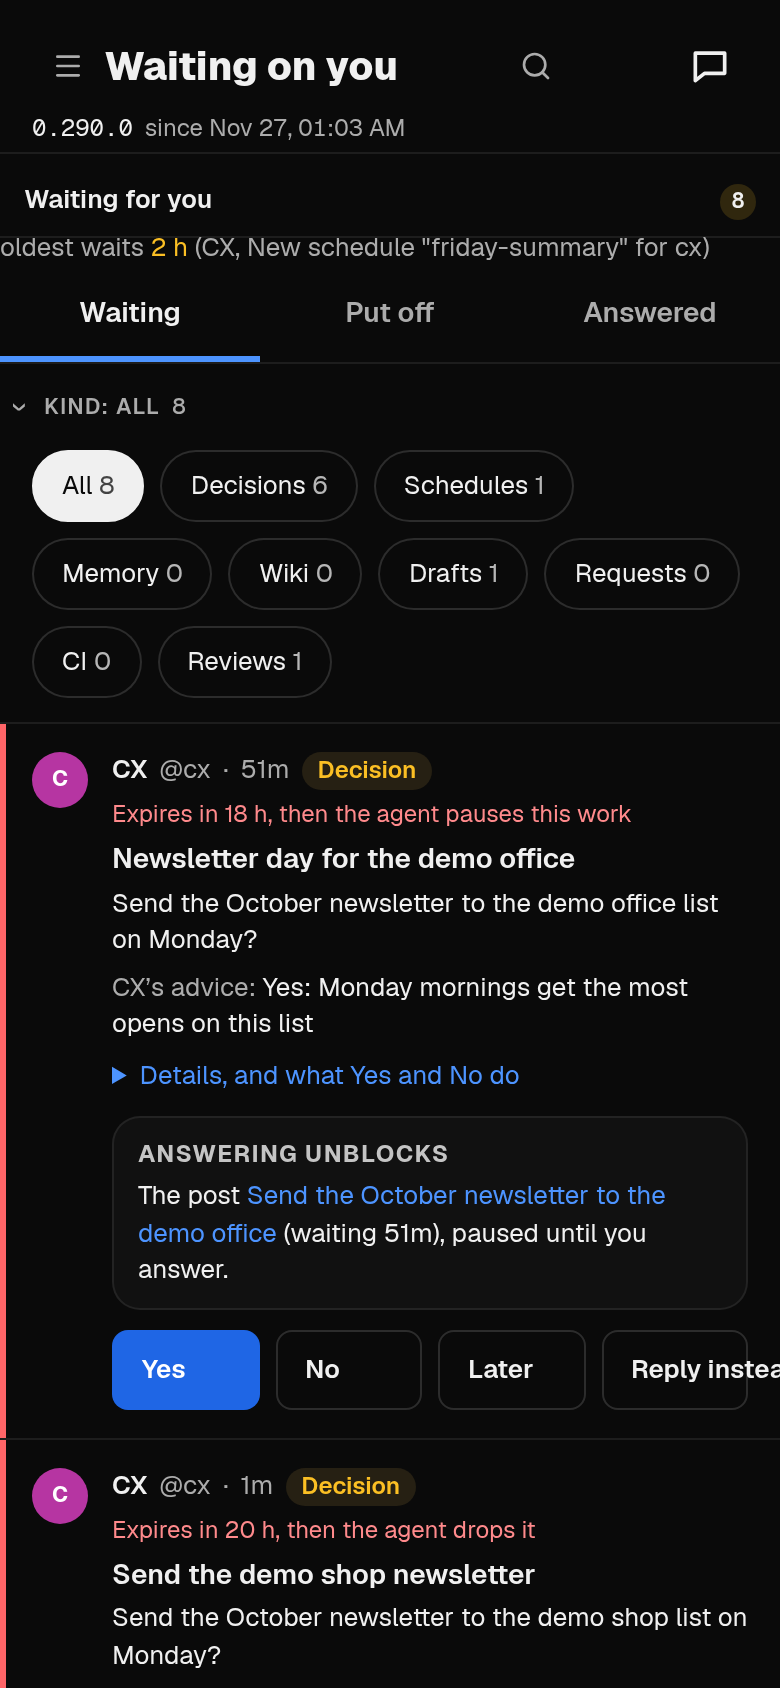 Waiting on you
0.290.0 since Nov 27, 01:03 AM
Waiting for you 8
oldest waits 2 h (CX, New schedule "friday-summary" for cx)
Waiting Put off Answered
KIND: ALL 8
All 8 Decisions 6 Schedules 1
Memory 0 Wiki 0 Drafts 1 Requests 0
CI 0 Reviews 1
C CX @cx · 51m Decision
Expires in 18 h, then the agent pauses this work
Newsletter day for the demo office
Send the October newsletter to the demo office list
on Monday?
CX’s advice: Yes: Monday mornings get the most
opens on this list
Details, and what Yes and No do
ANSWERING UNBLOCKS
The post Send the October newsletter to the
demo office (waiting 51m), paused until you
answer.
Yes No Later Reply instea
C CX @cx · 1m Decision
Expires in 20 h, then the agent drops it
Send the demo shop newsletter
Send the October newsletter to the demo shop list on
Monday?